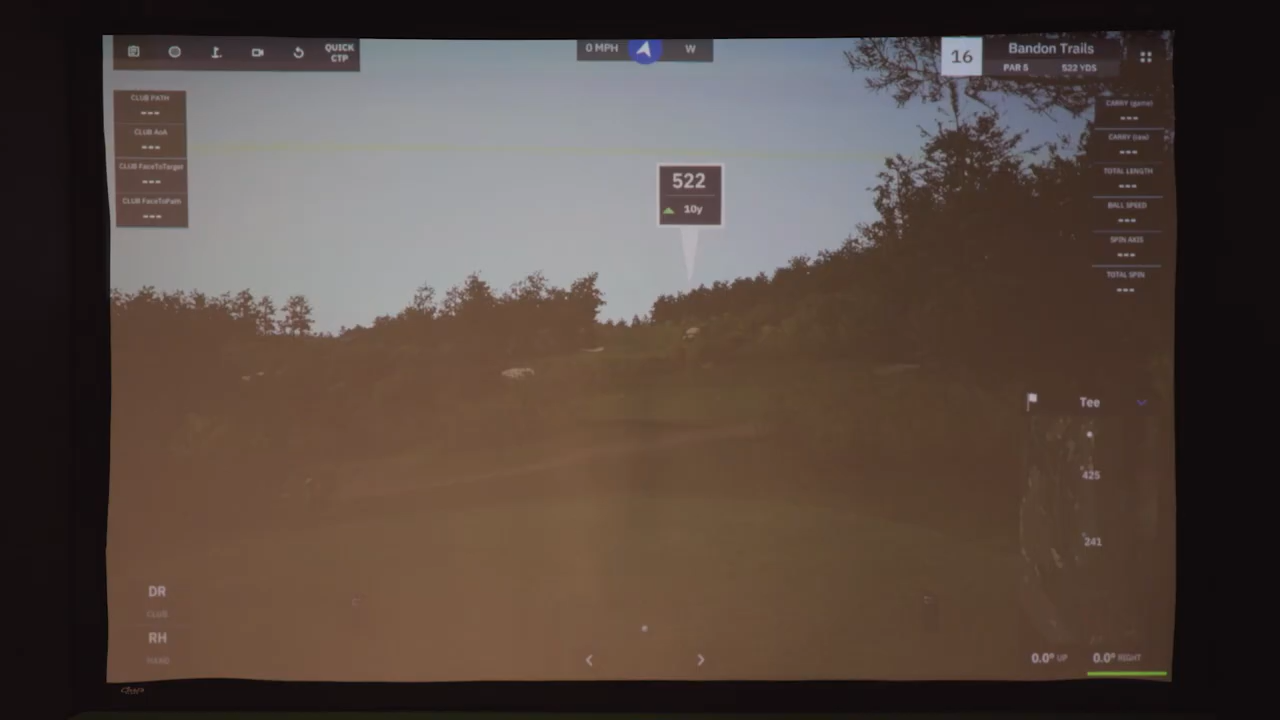 QUICK
CTP
0 MPH
W
16
Bandon Trails
PAR 5
522 YDS
CLUB PATH
---
CLUB AoA
---
CLUB FaceToTarget
---
CLUB FaceToPath
---
522
10y
CARRY (game)
---
CARRY (raw)
---
TOTAL LENGTH
---
BALL SPEED
---
SPIN AXIS
---
TOTAL SPIN
---
Tee
425
241
DR
CLUB
RH
HAND
0.0° UP
0.0° RIGHT